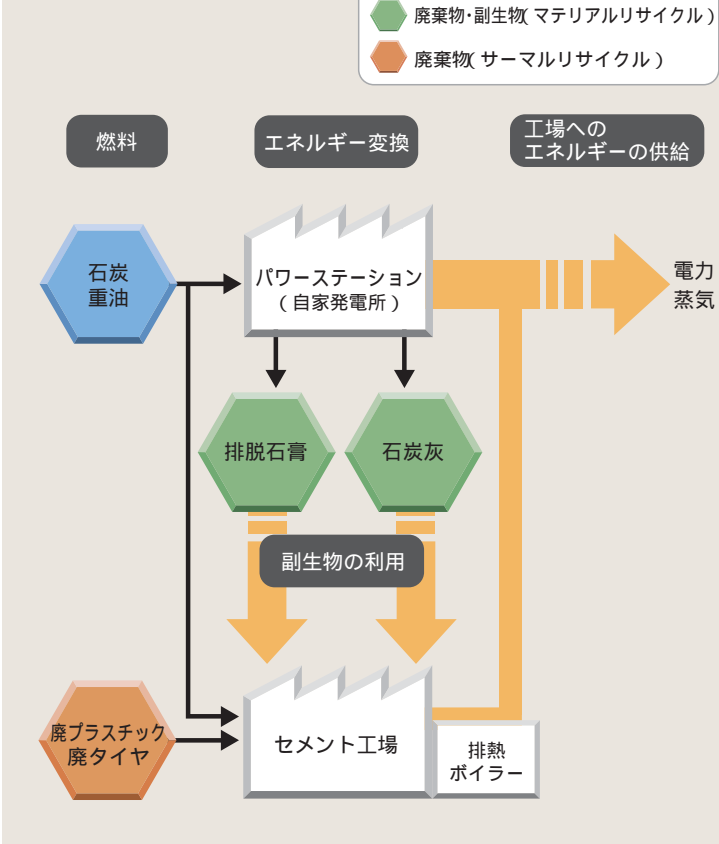 廃棄物・副生物(マテリアルリサイクル)
廃棄物(サーマルリサイクル)
燃料
エネルギー変換
工場への
エネルギーの供給
石炭
重油
パワーステーション
(自家発電所)
電力
蒸気
排脱石膏
石炭灰
副生物の利用
廃プラスチック
廃タイヤ
セメント工場
排熱
ボイラー